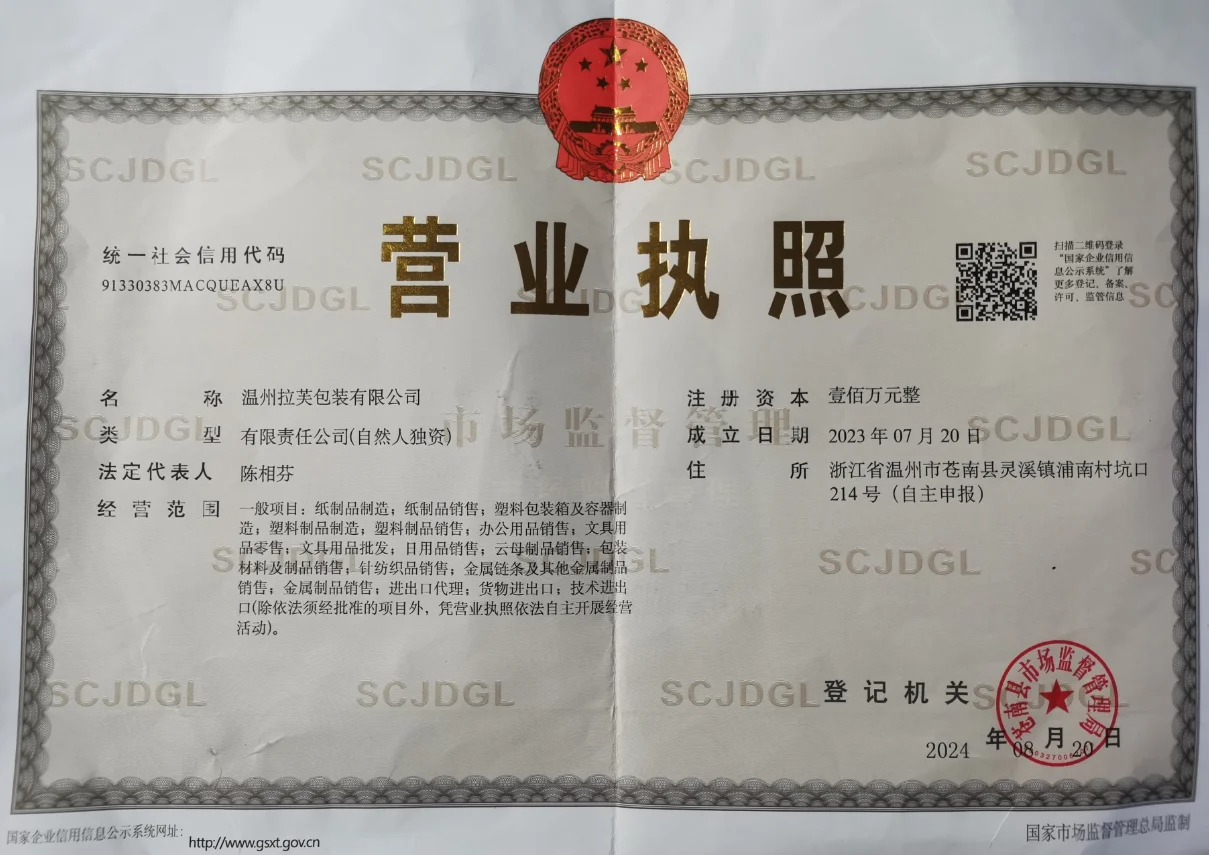 营业执照
统一社会信用代码
91330383MACQUEAX8U
扫描二维码登录
“国家企业信用信
息公示系统”了解
更多登记、备案、
许可、监管信息
名称 温州拉芙包装有限公司
类型 有限责任公司(自然人独资)
法定代表人 陈相芬
经营范围 一般项目：纸制品制造；纸制品销售；塑料包装箱及容器制
造；塑料制品制造；塑料制品销售；办公用品销售；文具用
品零售；文具用品批发；日用品销售；云母制品销售；包装
材料及制品销售；针纺织品销售；金属链条及其他金属制品
销售；金属制品销售；进出口代理；货物进出口；技术进出
口(除依法须经批准的项目外，凭营业执照依法自主开展经营
活动)。
注册资本 壹佰万元整
成立日期 2023年07月20日
住所 浙江省温州市苍南县灵溪镇浦南村坑口
214号（自主申报）
市场监督管理
SCJDGL SCJDGL SCJDGL SCJDGL
SCJDGL SCJDGL
SCJDGL SCJDGL
SCJDGL SCJDGL
SCJDGL SCJDGL SCJDGL
登记机关
苍南县市场监督管理局
2024年08月20日
国家企业信用信息公示系统网址：
http://www.gsxt.gov.cn
国家市场监督管理总局监制